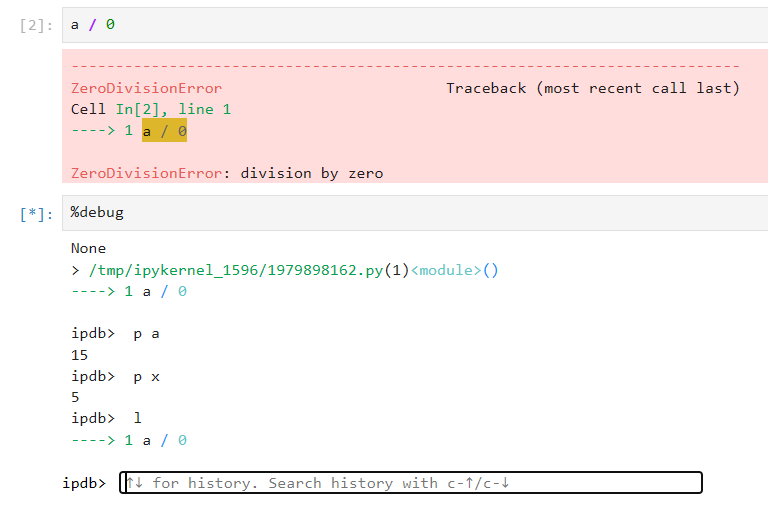 [2]: a / 0
---------------------------------------------------------------------------
ZeroDivisionError                         Traceback (most recent call last)
Cell In[2], line 1
----> 1 a / 0

ZeroDivisionError: division by zero
[*]: %debug
None
> /tmp/ipykernel_1596/1979898162.py(1)<module>()
----> 1 a / 0

ipdb>  p a
15
ipdb>  p x
5
ipdb>  l
----> 1 a / 0

ipdb> ↑↓ for history. Search history with c-↑/c-↓